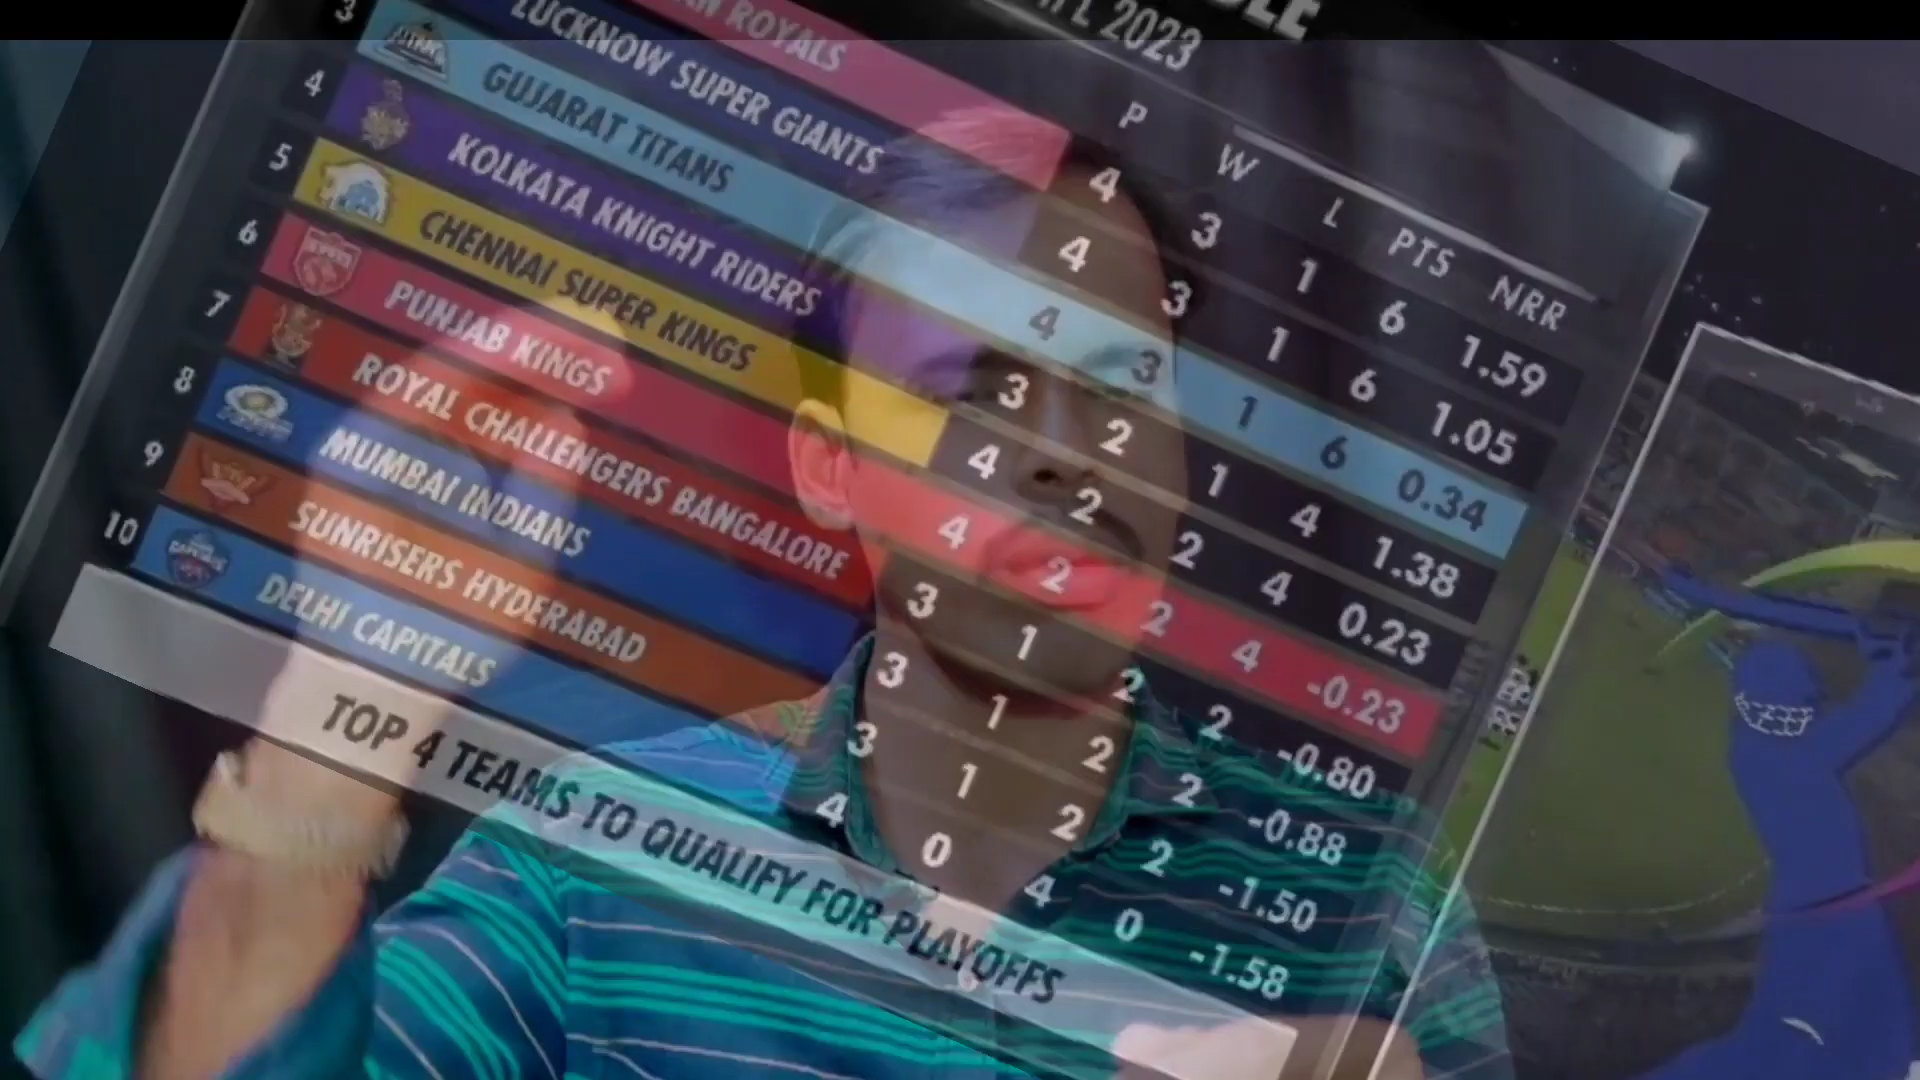 IPL 2023
P W L PTS NRR
AN ROYALS 4 3 1 6 1.59
LUCKNOW SUPER GIANTS 4 3 1 6 1.05
3 GUJARAT TITANS 4 3 1 6 0.34
4 KOLKATA KNIGHT RIDERS 3 2 1 4 1.38
5 CHENNAI SUPER KINGS 4 2 2 4 0.23
6 PUNJAB KINGS 4 2 2 4 -0.23
7 ROYAL CHALLENGERS BANGALORE 3 1 2 2 -0.80
8 MUMBAI INDIANS 3 1 2 2 -0.88
9 SUNRISERS HYDERABAD 3 1 2 2 -1.50
10 DELHI CAPITALS 4 0 4 0 -1.58
TOP 4 TEAMS TO QUALIFY FOR PLAYOFFS